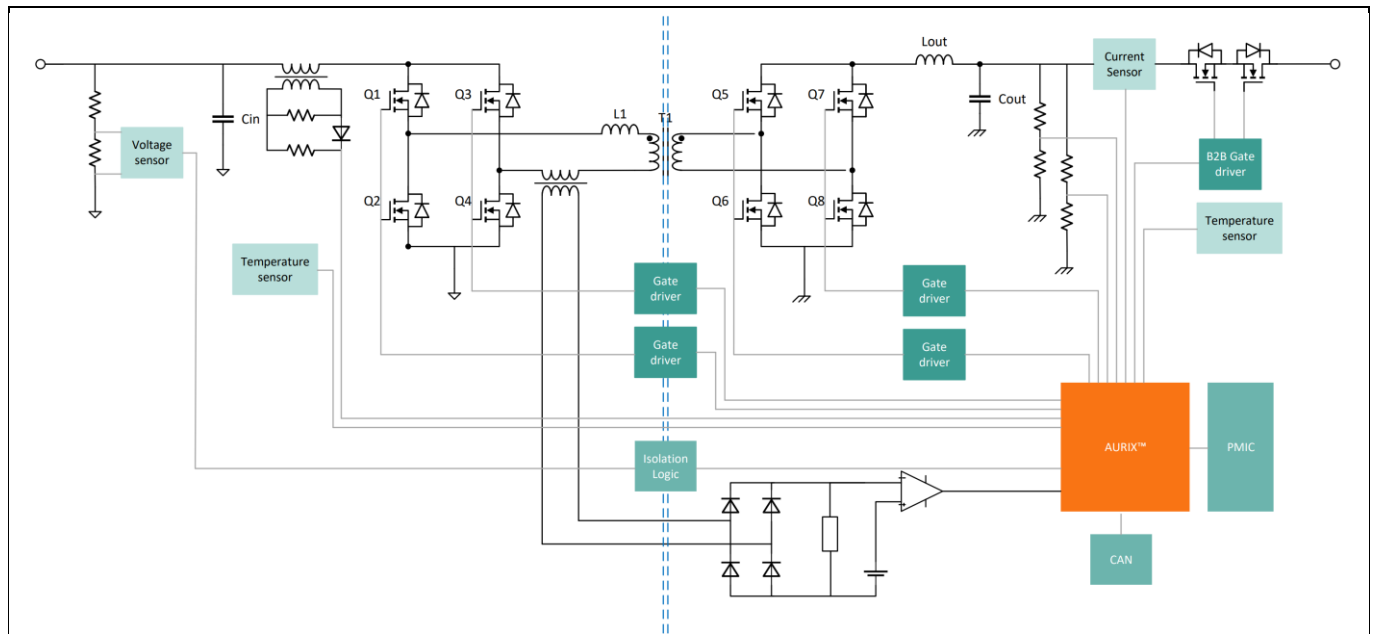 Lout
Current
Sensor
Q1
Q3
Q5
Q7
Cin
Cout
L1
T1
Voltage
sensor
B2B Gate
driver
Q2
Q4
Q6
Q8
Temperature
sensor
Temperature
sensor
Gate
driver
Gate
driver
Gate
driver
Gate
driver
AURIX™
PMIC
Isolation
Logic
CAN